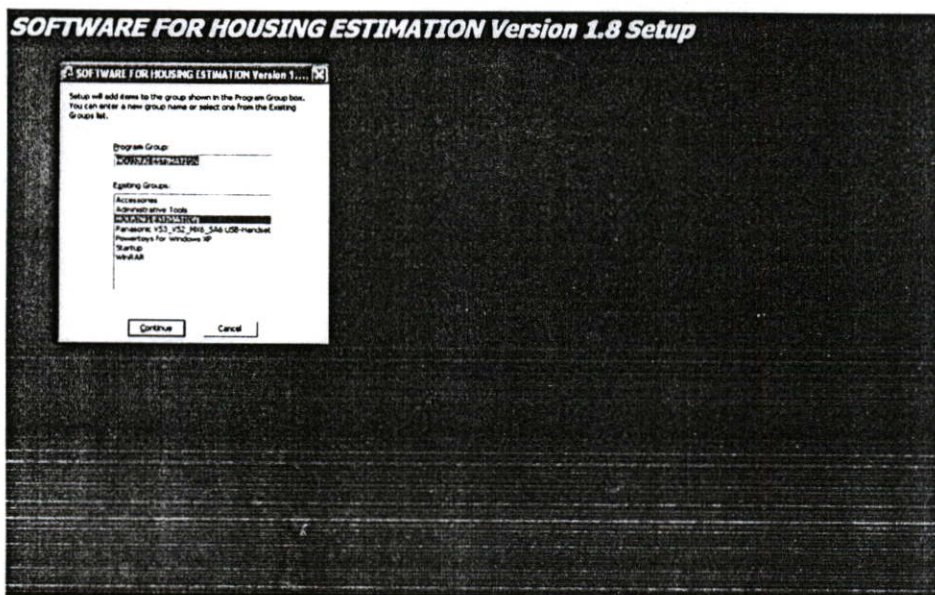 SOFTWARE FOR HOUSING ESTIMATION Version 1.8 Setup
SOFTWARE FOR HOUSING ESTIMATION Version 1....
Setup will add items to the group shown in the Program Group box.
You can enter a new group name or select one from the Existing
Groups list.
Program Group:
Existing Groups:
Accessories
Administrative Tools
Panasonic VS3_VS2_MX6_SA6 USB-Handset
Powertoys for Windows XP
Startup
WinRAR
Continue
Cancel